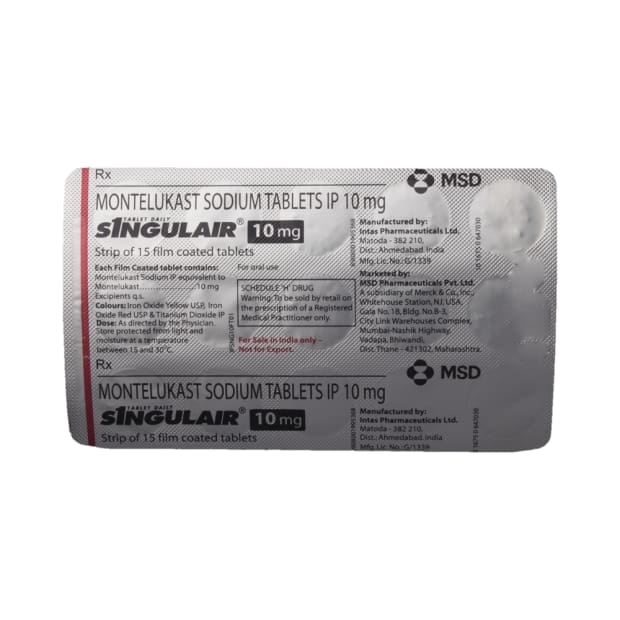 Rx
MSD
MONTELUKAST SODIUM TABLETS IP 10 mg
TABLET DAILY
S1NGULAIR® 10 mg
Strip of 15 film coated tablets
Each Film Coated tablet contains:
Montelukast Sodium IP equivalent to
Montelukast..................10 mg
Excipients q.s.
Colours: Iron Oxide Yellow USP, Iron
Oxide Red USP & Titanium Dioxide IP
Dose: As directed by the Physician.
Store protected from light and
moisture at a temperature
between 15 and 30°C.
For oral use
SCHEDULE 'H' DRUG
Warning: To be sold by retail on
the prescription of a Registered
Medical Practitioner only.
For Sale in India only –
Not for Export.
Manufactured by:
Intas Pharmaceuticals Ltd.
Matoda - 382 210,
Dist.: Ahmedabad. India
Mfg. Lic. No.: G/1339
Marketed by:
MSD Pharmaceuticals Pvt. Ltd.
A subsidiary of Merck & Co., Inc.,
Whitehouse Station, NJ, USA.
Gala No. 1B, Bldg. No.B-3,
City Link Warehouses Complex,
Mumbai-Nashik Highway,
Vadapa, Bhiwandi,
Dist. Thane - 421302, Maharashtra.
Rx
MSD
MONTELUKAST SODIUM TABLETS IP 10 mg
TABLET DAILY
S1NGULAIR® 10 mg
Strip of 15 film coated tablets
Manufactured by:
Intas Pharmaceuticals Ltd.
Matoda - 382 210,
Dist.: Ahmedabad. India
Mfg. Lic. No.: G/1339